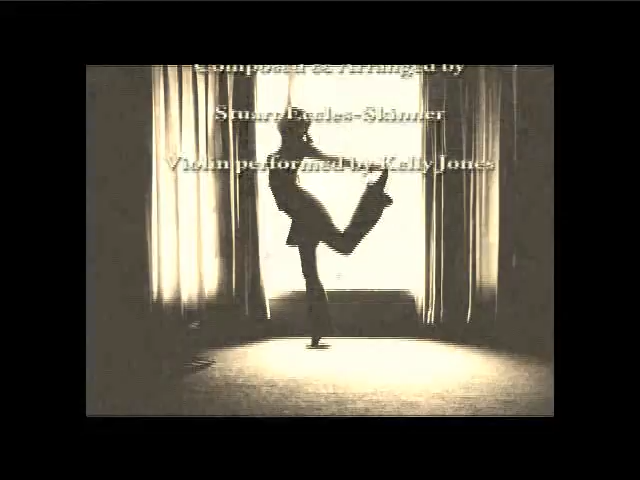 Composed & Arranged by
Stuart Eccles-Skinner
Violin performed by Kelly Jones